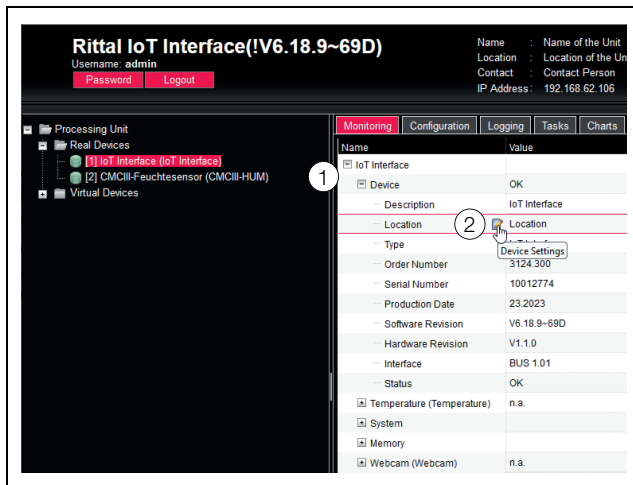 Rittal IoT Interface(!V6.18.9~69D)
Username: admin
Password Logout
Name : Name of the Unit
Location : Location of the Un
Contact : Contact Person
IP Address : 192.168.62.106
Processing Unit
Real Devices
[1] IoT Interface (IoT Interface)
[2] CMCIII-Feuchtesensor (CMCIII-HUM)
Virtual Devices
Monitoring Configuration Logging Tasks Charts
Name Value
IoT Interface
1
Device OK
Description IoT Interface
Location 2 Location
Type
Device Settings
Order Number 3124.300
Serial Number 10012774
Production Date 23.2023
Software Revision V6.18.9~69D
Hardware Revision V1.1.0
Interface BUS 1.01
Status OK
Temperature (Temperature) n.a.
System
Memory
Webcam (Webcam) n.a.